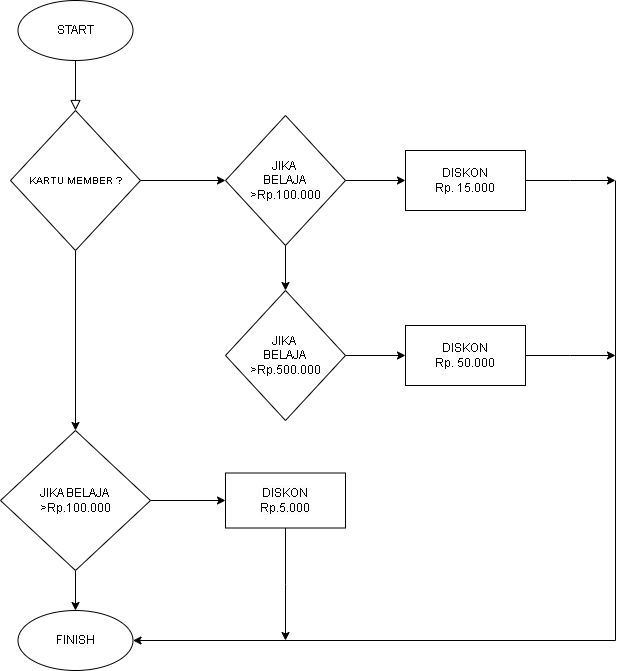 START
KARTU MEMBER ?
JIKA
BELAJA
>Rp.100.000
DISKON
Rp. 15.000
JIKA
BELAJA
>Rp.500.000
DISKON
Rp. 50.000
JIKA BELAJA
>Rp.100.000
DISKON
Rp.5.000
FINISH